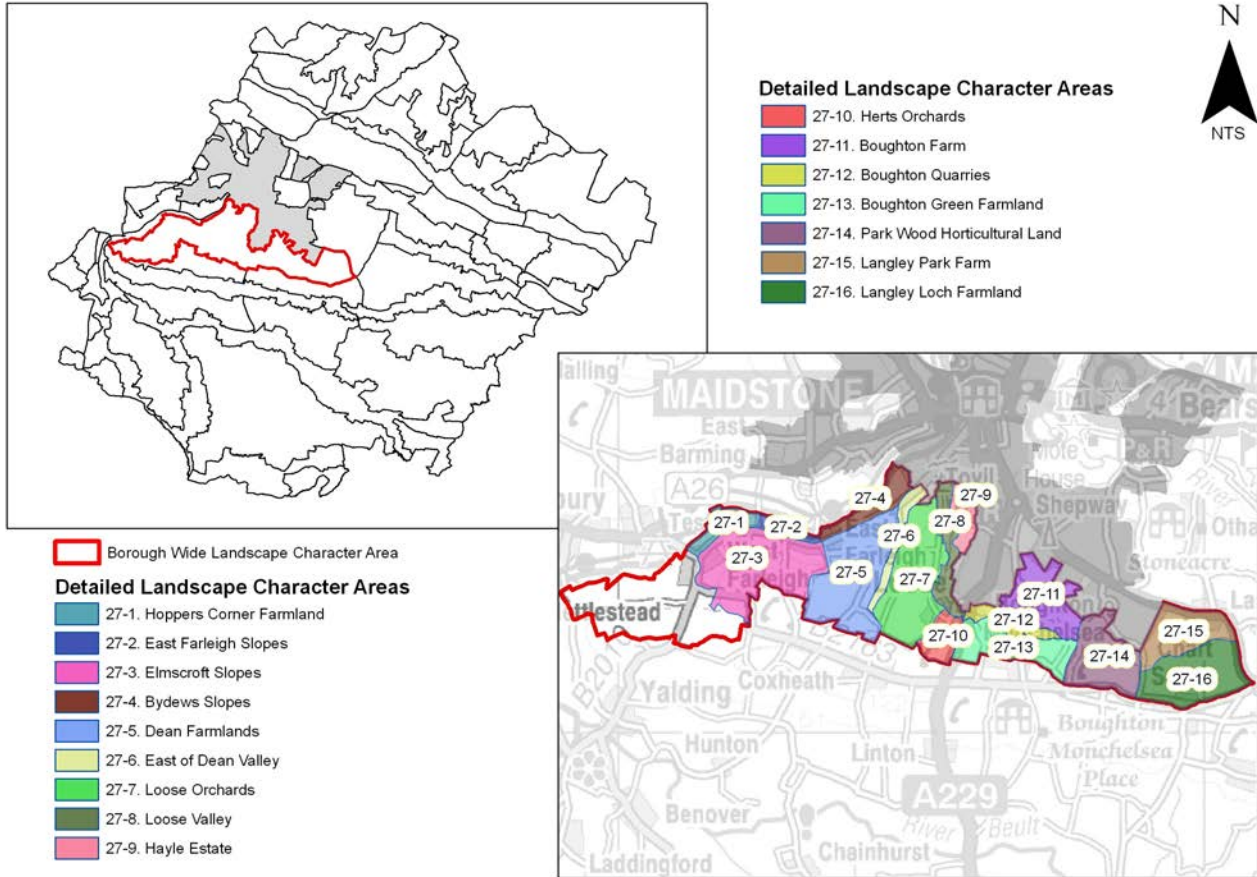 N
NTS
Detailed Landscape Character Areas
27-10. Herts Orchards
27-11. Boughton Farm
27-12. Boughton Quarries
27-13. Boughton Green Farmland
27-14. Park Wood Horticultural Land
27-15. Langley Park Farm
27-16. Langley Loch Farmland
Borough Wide Landscape Character Area
Detailed Landscape Character Areas
27-1. Hoppers Corner Farmland
27-2. East Farleigh Slopes
27-3. Elmscroft Slopes
27-4. Bydews Slopes
27-5. Dean Farmlands
27-6. East of Dean Valley
27-7. Loose Orchards
27-8. Loose Valley
27-9. Hayle Estate
MAIDSTONE
East
Barming
A26
Tovil
Mote
House
P&R
Shepway
Stoneacre
27-1
27-2
27-3
27-4
27-5
27-6
27-7
27-8
27-9
27-10
27-11
27-12
27-13
27-14
27-15
27-16
Farleigh
Yalding
Coxheath
Boughton
Monchelsea
Place
Hunton
Linton
A229
Benover
River Beult
Chainhurst
Laddingford